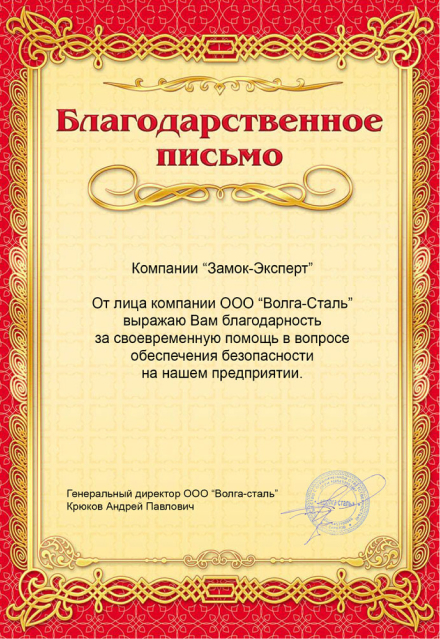 Благодарственное
письмо
Компании “Замок-Эксперт”
От лица компании ООО “Волга-Сталь”
выражаю Вам благодарность
за своевременную помощь в вопросе
обеспечения безопасности
на нашем предприятии.
Генеральный директор ООО “Волга-сталь”
Крюков Андрей Павлович